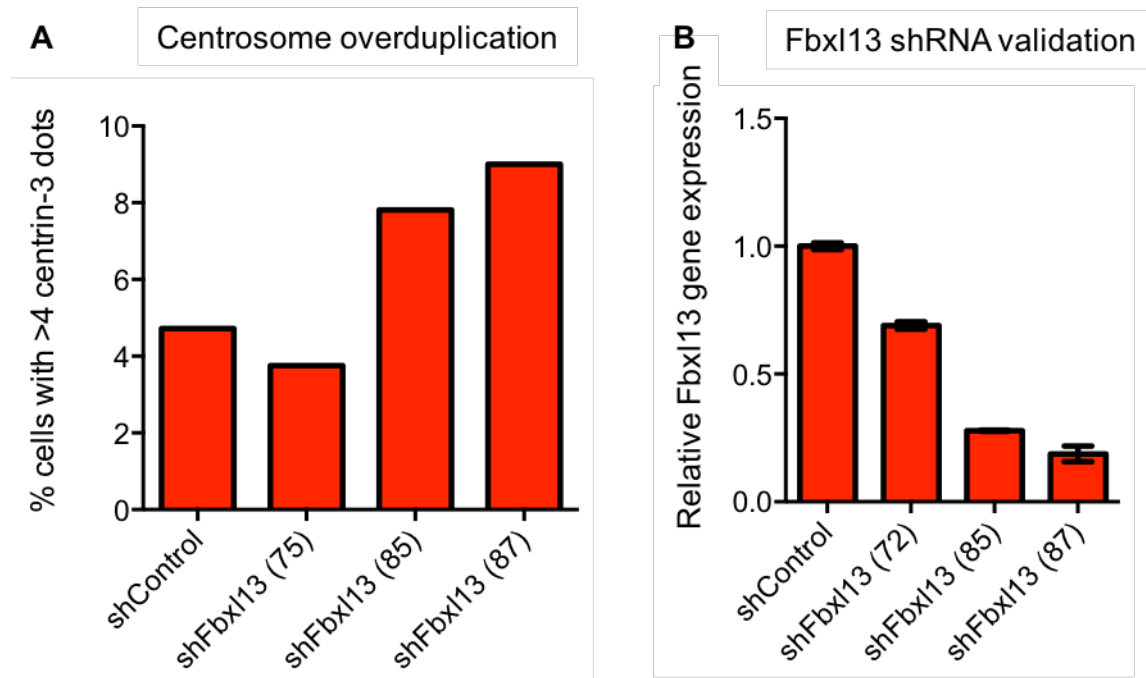 A
Centrosome overduplication
% cells with >4 centrin-3 dots
10
8
6
4
2
0
shControl
shFbxl13 (75)
shFbxl13 (85)
shFbxl13 (87)
B
Fbxl13 shRNA validation
Relative Fbxl13 gene expression
1.5
1.0
0.5
0.0
shControl
shFbxl13 (72)
shFbxl13 (85)
shFbxl13 (87)